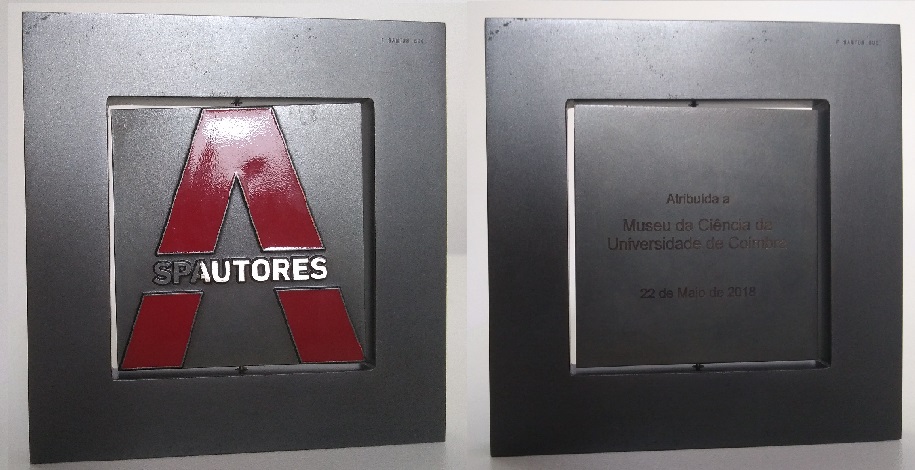 SPAUTORES
Atribuída a
Museu da Ciência da
Universidade de Coimbra
22 de Maio de 2018